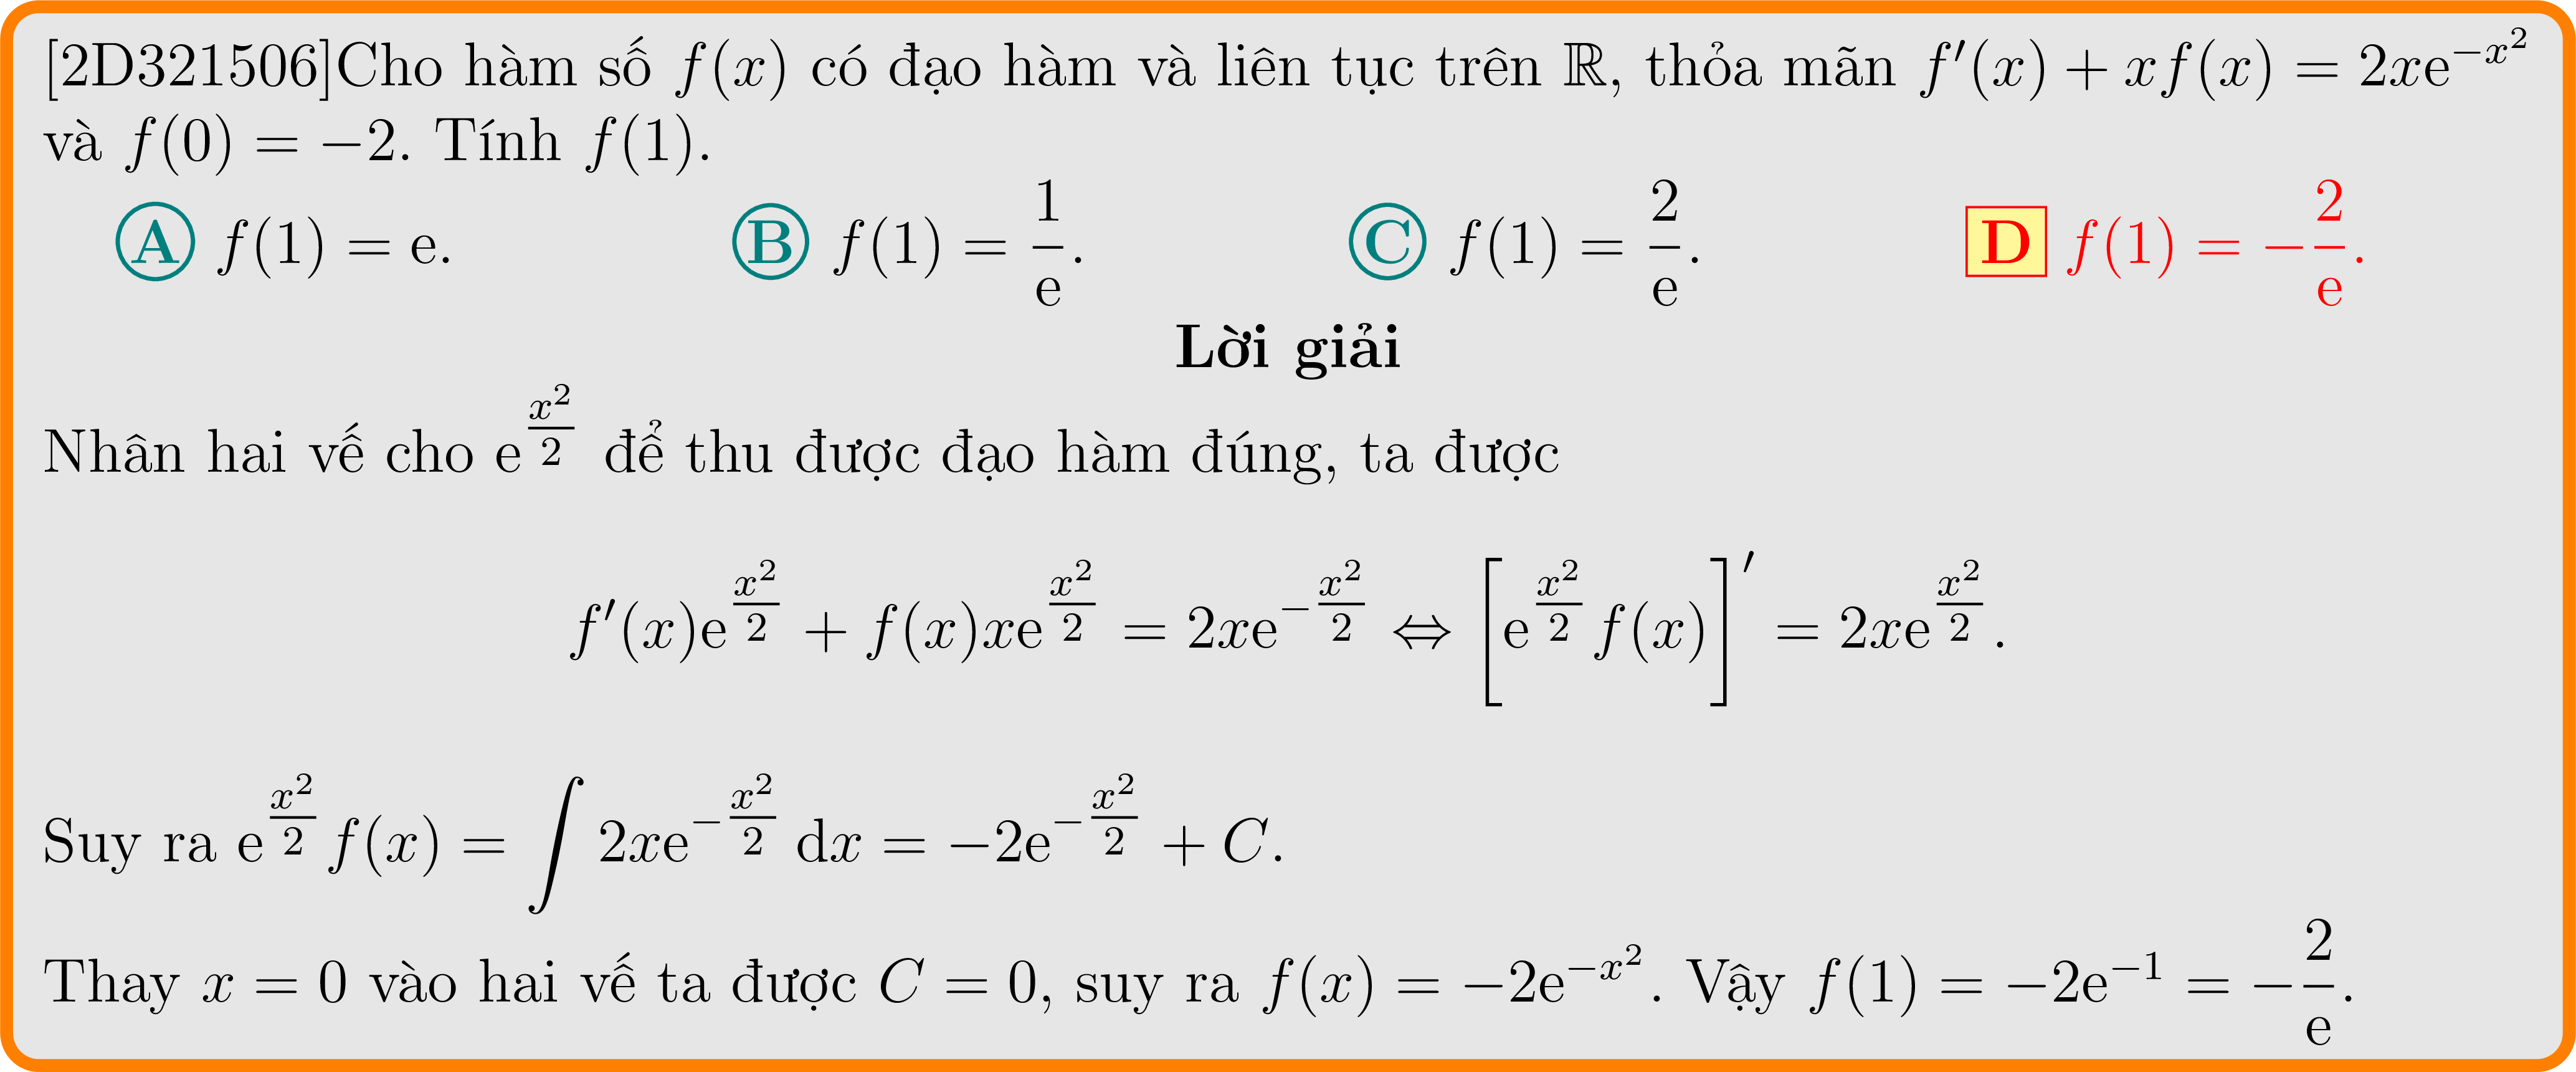 [2D321506]Cho hàm số f(x) có đạo hàm và liên tục trên ℝ, thỏa mãn f′(x) + xf(x) = 2xe^{−x^2}
và f(0) = −2. Tính f(1).
A f(1) = e. B f(1) = \frac{1}{e}. C f(1) = \frac{2}{e}. D f(1) = −\frac{2}{e}.
Lời giải
Nhân hai vế cho e^{\frac{x^2}{2}} để thu được đạo hàm đúng, ta được
f′(x)e^{\frac{x^2}{2}} + f(x)xe^{\frac{x^2}{2}} = 2xe^{−\frac{x^2}{2}} ⇔ [e^{\frac{x^2}{2}} f(x)]′ = 2xe^{\frac{x^2}{2}}.
Suy ra e^{\frac{x^2}{2}} f(x) = ∫ 2xe^{−\frac{x^2}{2}} dx = −2e^{−\frac{x^2}{2}} + C.
Thay x = 0 vào hai vế ta được C = 0, suy ra f(x) = −2e^{−x^2}. Vậy f(1) = −2e^{−1} = −\frac{2}{e}.